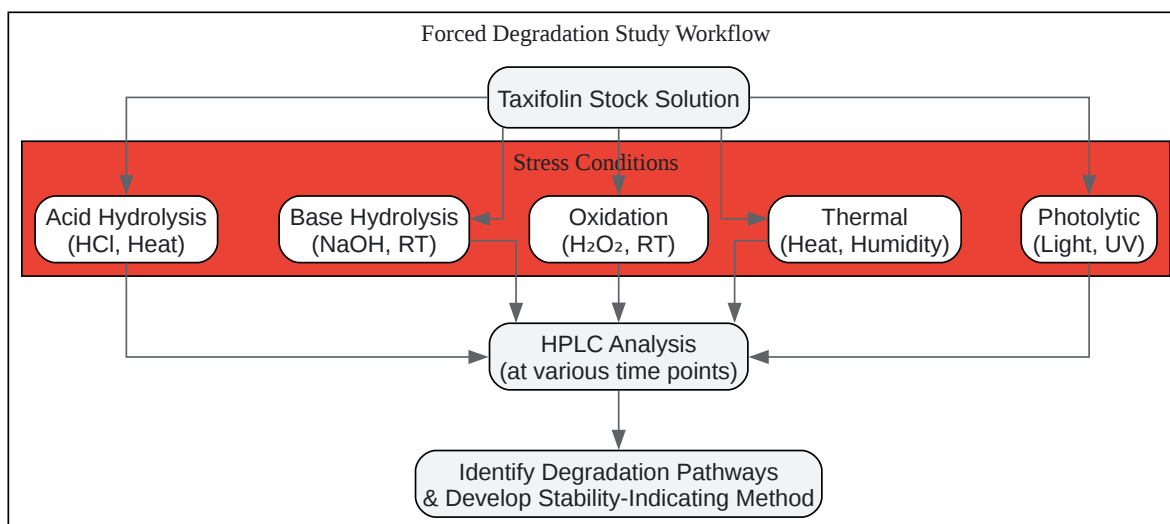 Forced Degradation Study Workflow
Taxifolin Stock Solution
Stress Conditions
Acid Hydrolysis
(HCl, Heat)
Base Hydrolysis
(NaOH, RT)
Oxidation
(H₂O₂, RT)
Thermal
(Heat, Humidity)
Photolytic
(Light, UV)
HPLC Analysis
(at various time points)
Identify Degradation Pathways
& Develop Stability-Indicating Method